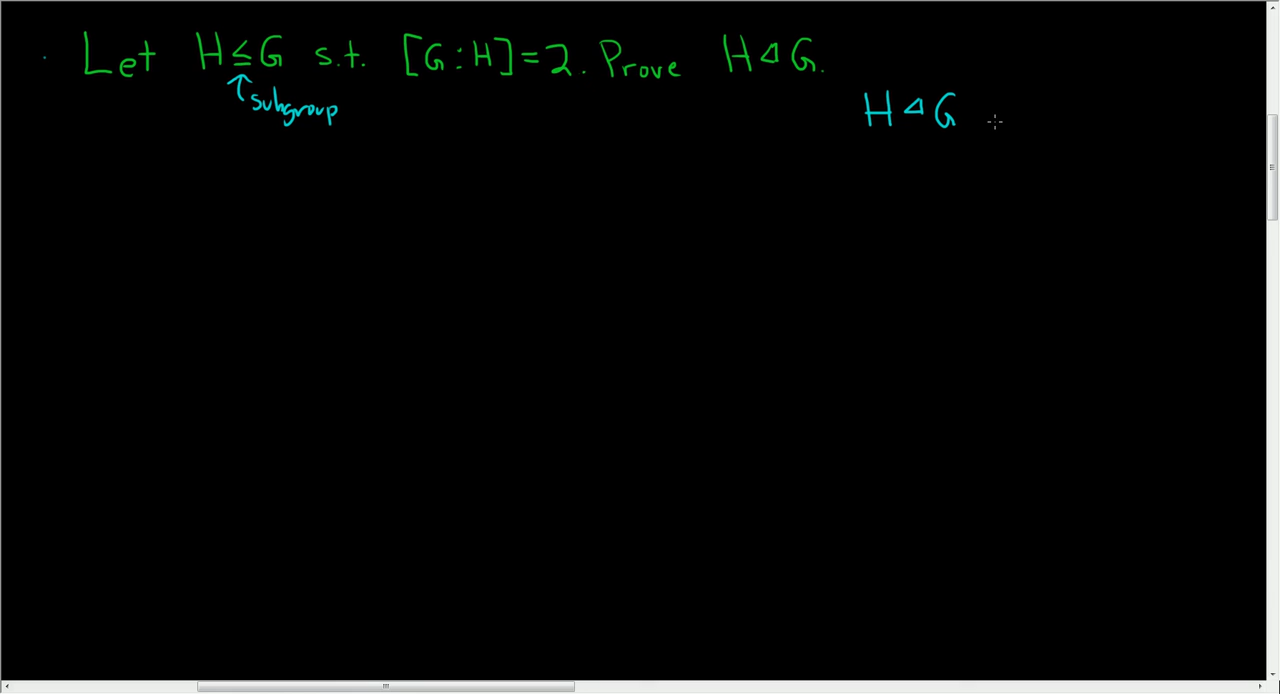 Let H ≤ G s.t. [G : H] = 2. Prove H ⊲ G.
subgroup
H ⊲ G